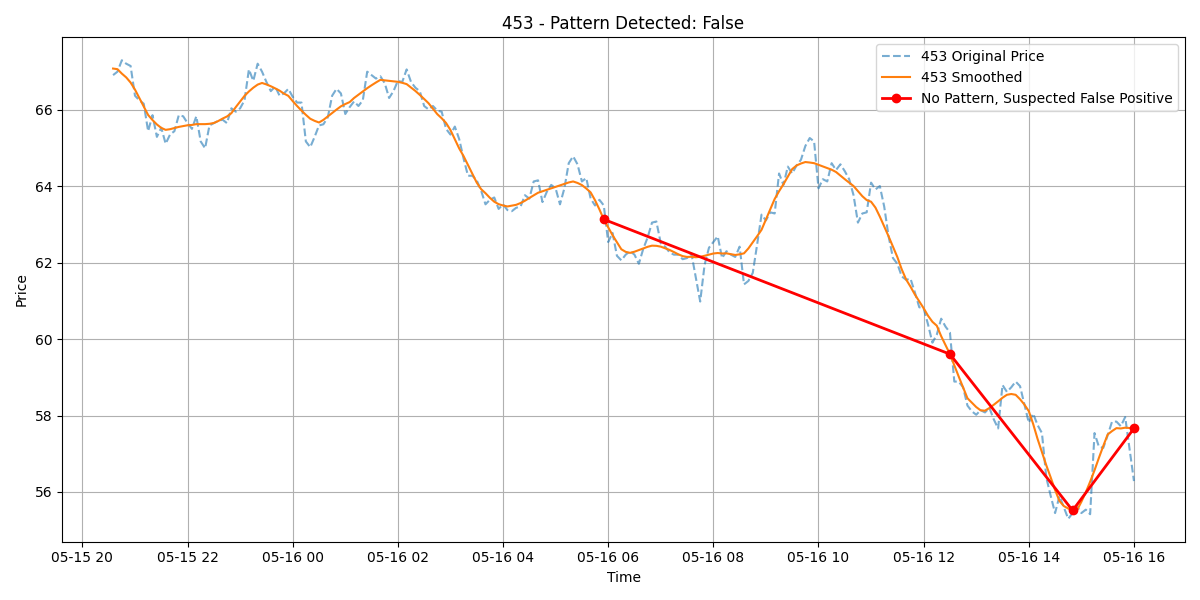 453 - Pattern Detected: False
453 Original Price
453 Smoothed
No Pattern, Suspected False Positive
Price
66
64
62
60
58
56
05-15 20
05-15 22
05-16 00
05-16 02
05-16 04
05-16 06
05-16 08
05-16 10
05-16 12
05-16 14
05-16 16
Time